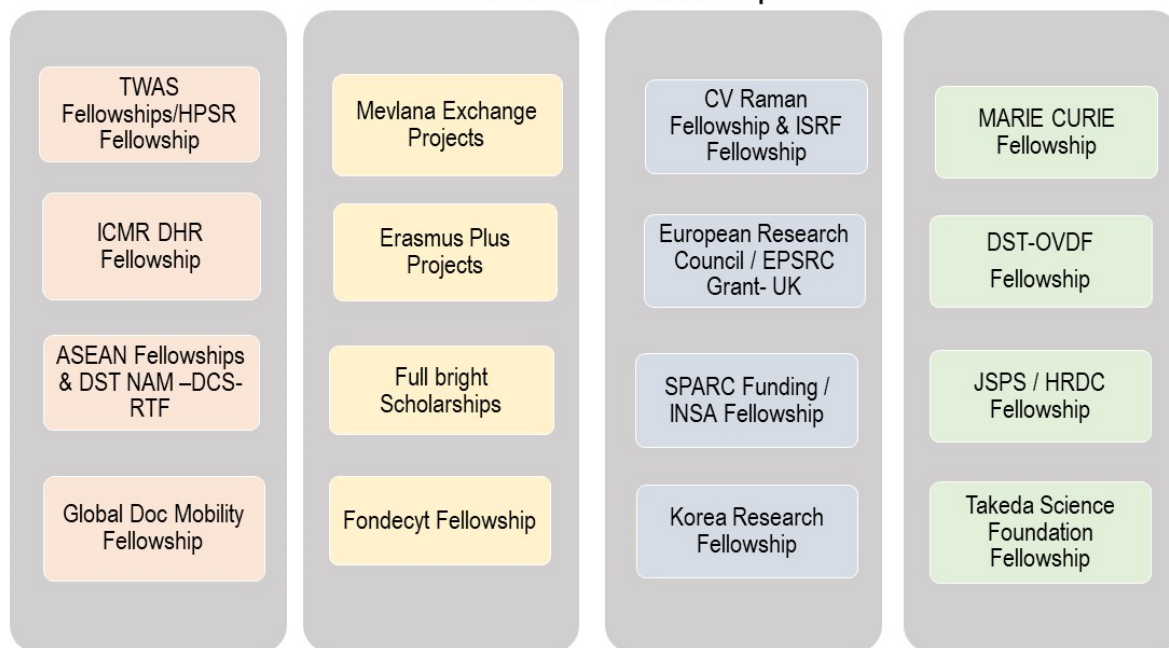 TWAS
Fellowships/HPSR
Fellowship
ICMR DHR
Fellowship
ASEAN Fellowships
& DST NAM –DCS-
RTF
Global Doc Mobility
Fellowship
Mevlana Exchange
Projects
Erasmus Plus
Projects
Full bright
Scholarships
Fondecyt Fellowship
CV Raman
Fellowship & ISRF
Fellowship
European Research
Council / EPSRC
Grant- UK
SPARC Funding /
INSA Fellowship
Korea Research
Fellowship
MARIE CURIE
Fellowship
DST-OVDF
Fellowship
JSPS / HRDC
Fellowship
Takeda Science
Foundation
Fellowship